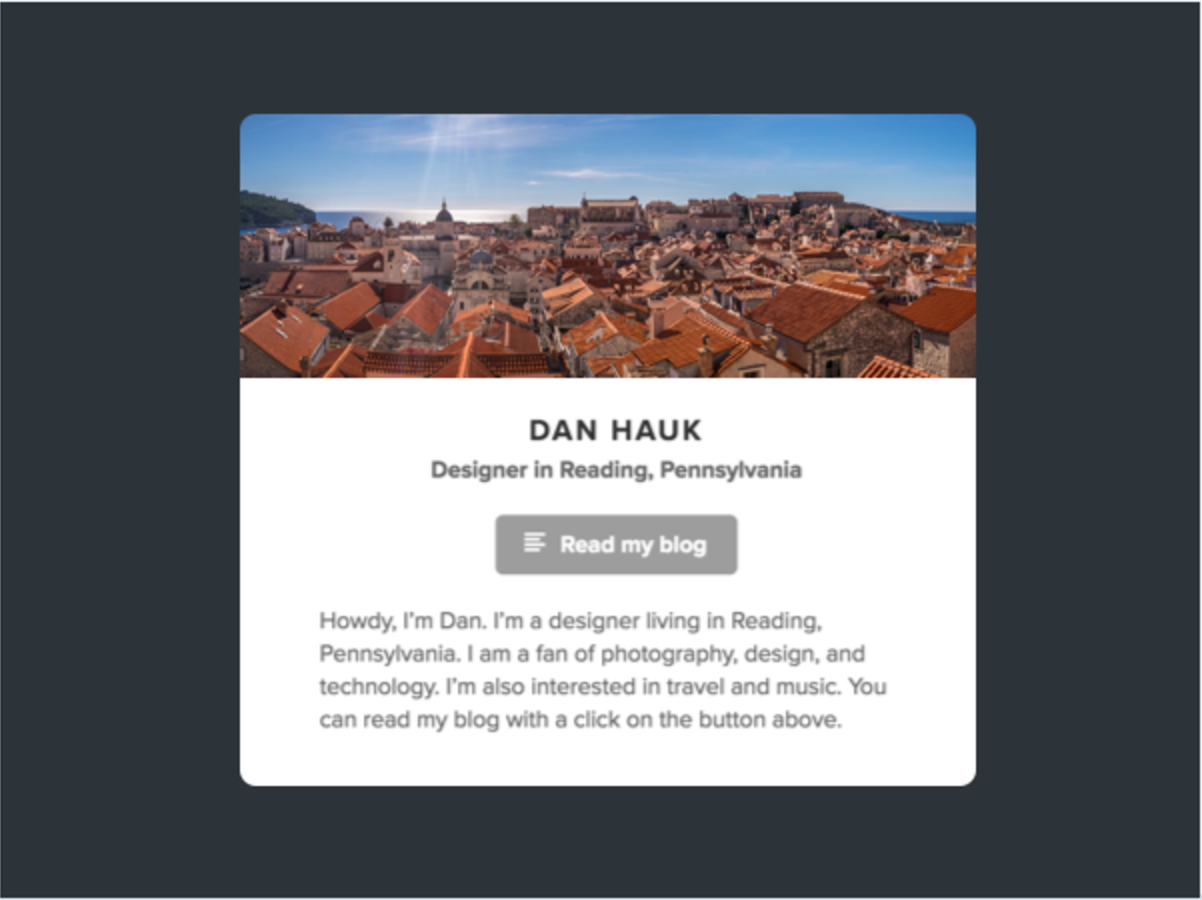 DAN HAUK
Designer in Reading, Pennsylvania
Read my blog
Howdy, I'm Dan. I'm a designer living in Reading,
Pennsylvania. I am a fan of photography, design, and
technology. I'm also interested in travel and music. You
can read my blog with a click on the button above.